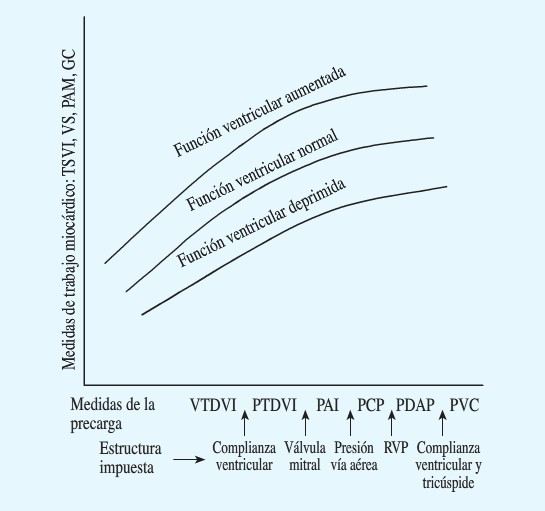 Medidas de trabajo miocárdico: TSVI, VS, PAM, GC
Función ventricular aumentada
Función ventricular normal
Función ventricular deprimida
Medidas de la
precarga
VTDVI PTDVI PAI PCP PDAP PVC
Estructura
impuesta
Complianza
ventricular
Válvula
mitral
Presión
vía aérea
RVP
Complianza
ventricular y
tricúspide